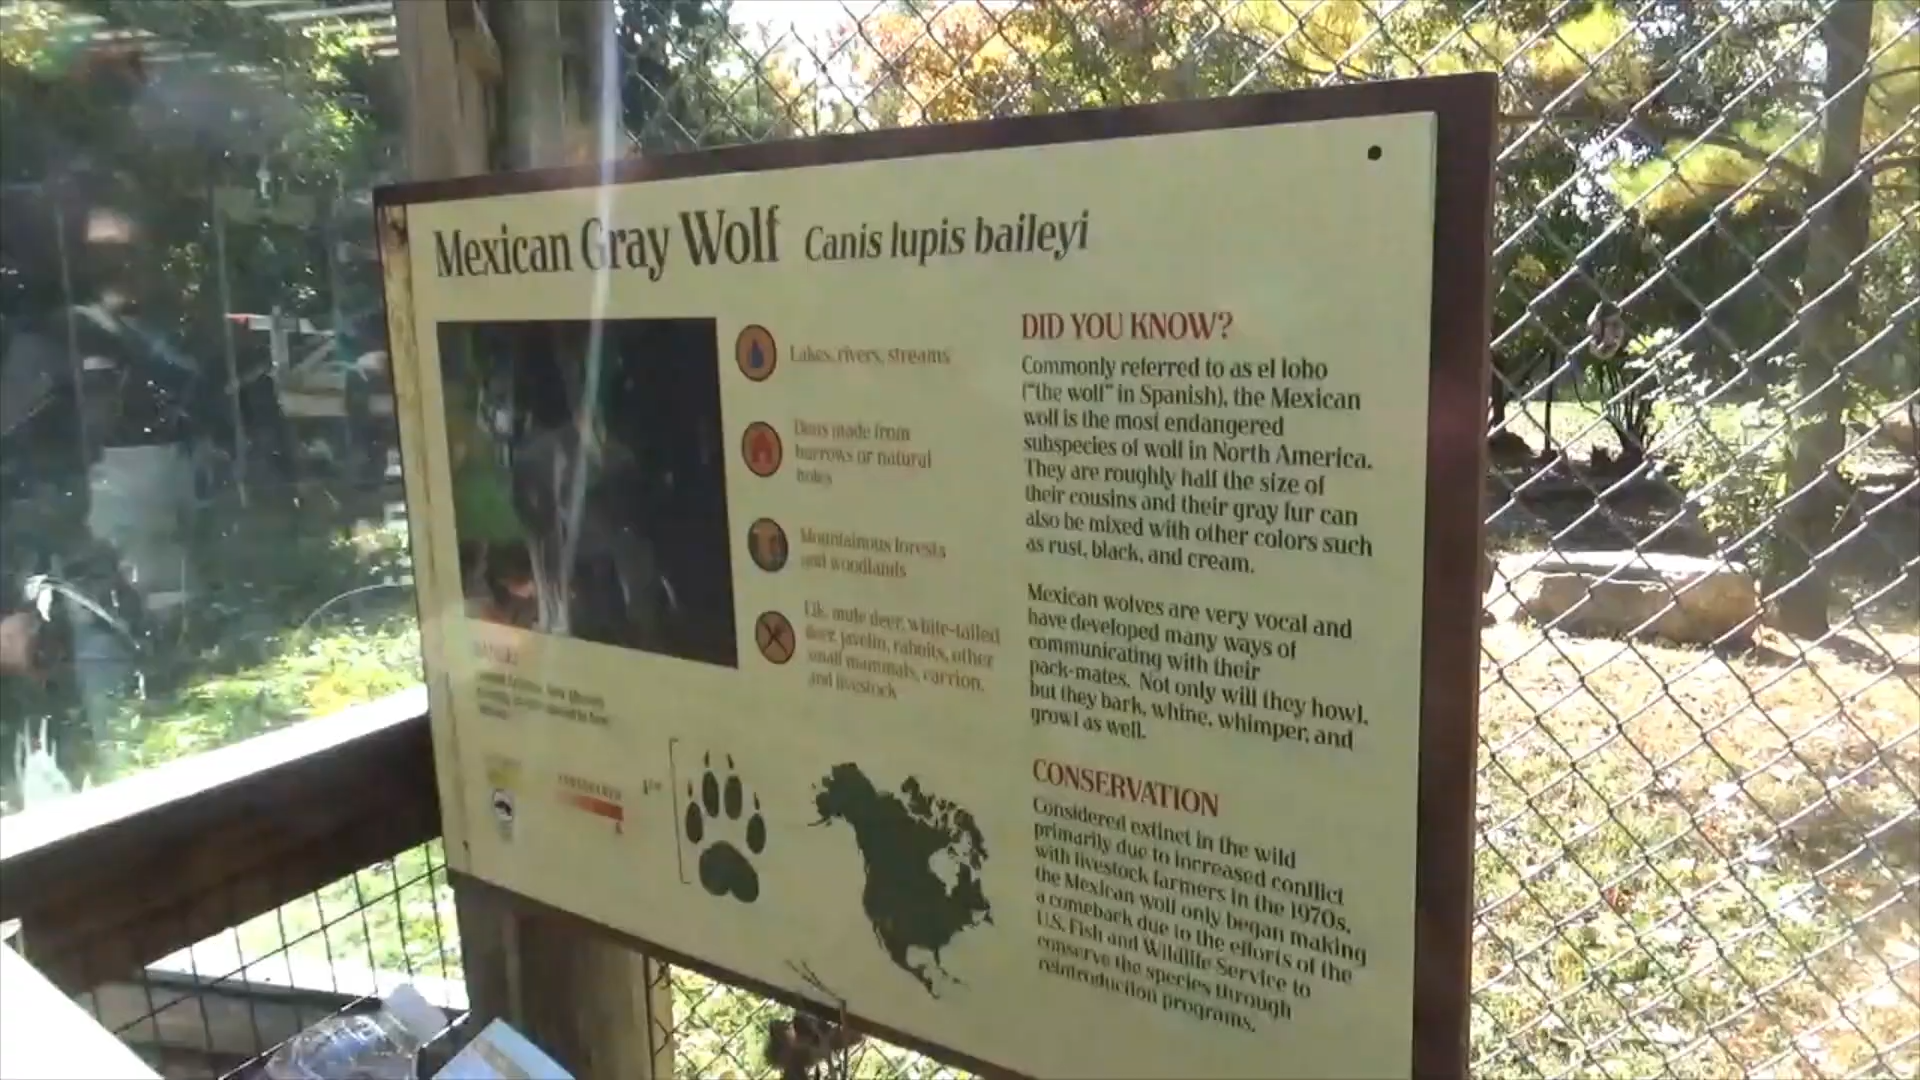 Mexican Gray Wolf Canis lupis baileyi
Lakes, rivers, streams
Dens made from
burrows or natural
holes
Mountainous forests
and woodlands
Elk, mule deer, white-tailed
deer, javelin, rabbits, other
small mammals, carrion,
and livestock
DID YOU KNOW?
Commonly referred to as el lobo
("the wolf" in Spanish), the Mexican
wolf is the most endangered
subspecies of wolf in North America.
They are roughly half the size of
their cousins and their gray fur can
also be mixed with other colors such
as rust, black, and cream.
Mexican wolves are very vocal and
have developed many ways of
communicating with their
pack-mates. Not only will they howl,
but they bark, whine, whimper, and
growl as well.
CONSERVATION
Considered extinct in the wild
primarily due to increased conflict
with livestock farmers in the 1970s,
the Mexican wolf only began making
a comeback due to the efforts of the
U.S. Fish and Wildlife Service to
conserve the species through
reintroduction programs.
RANGE
ENDANGERED